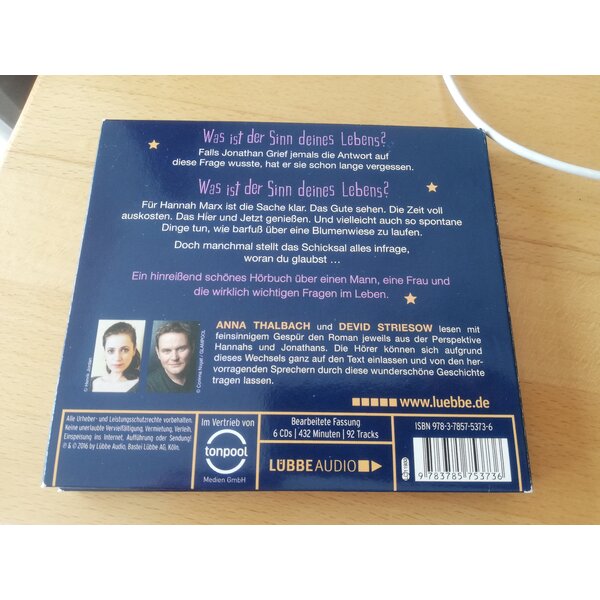 Was ist der Sinn deines Lebens?
Falls Jonathan Grief jemals die Antwort auf
diese Frage wusste, hat er sie schon lange vergessen.
Was ist der Sinn deines Lebens?
Für Hannah Marx ist die Sache klar. Das Gute sehen. Die Zeit voll
auskosten. Das Hier und Jetzt genießen. Und vielleicht auch so spontane
Dinge tun, wie barfuß über eine Blumenwiese zu laufen.
Doch manchmal stellt das Schicksal alles infrage,
woran du glaubst ...
Ein hinreißend schönes Hörbuch über einen Mann, eine Frau und
die wirklich wichtigen Fragen im Leben.
ANNA THALBACH und DEVID STRIESOW lesen mit
feinsinnigem Gespür den Roman jeweils aus der Perspektive
Hannahs und Jonathans. Die Hörer können sich aufgrund
dieses Wechsels ganz auf den Text einlassen und von den her-
vorragenden Sprechern durch diese wunderschöne Geschichte
tragen lassen.
www.luebbe.de
Alle Urheber- und Leistungsschutzrechte vorbehalten.
Keine unerlaubte Vervielfältigung, Vermietung, Verleih,
Einspeisung ins Internet, Aufführung oder Sendung!
℗ & © 2016 by Lübbe Audio, Bastei Lübbe AG, Köln.
Im Vertrieb von
tonpool
Medien GmbH
Bearbeitete Fassung
6 CDs | 432 Minuten | 92 Tracks
LÜBBE AUDIO
ISBN 978-3-7857-5373-6
9 783785 753736